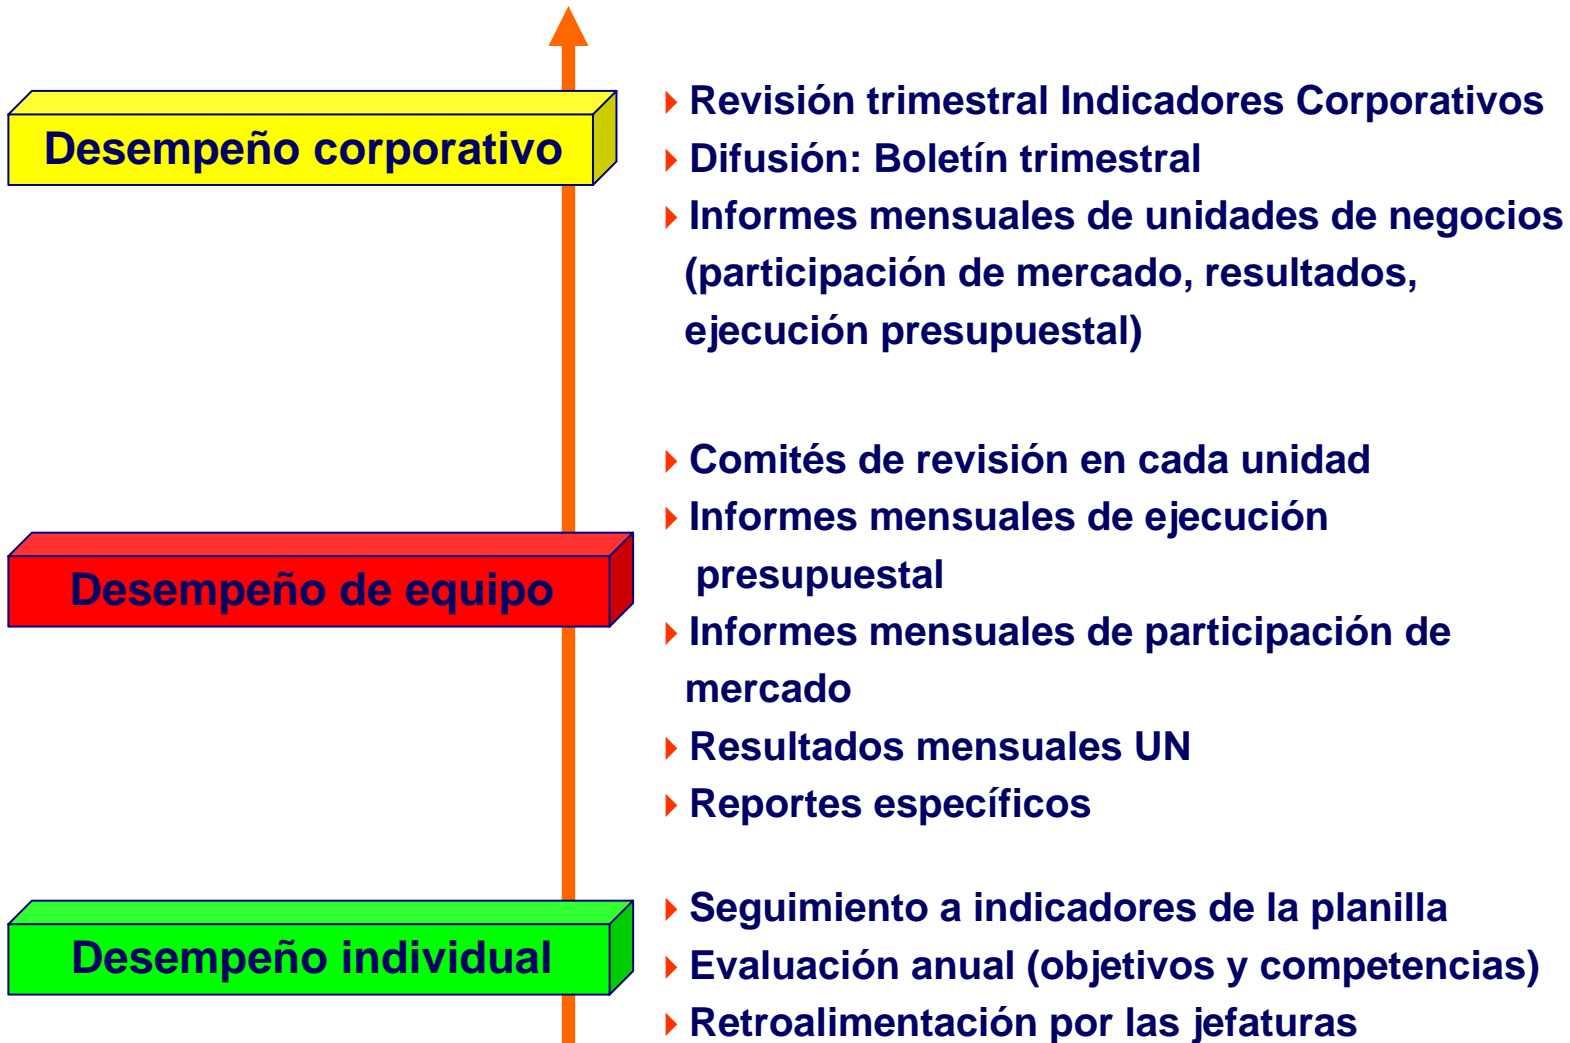 Desempeño corporativo
Revisión trimestral Indicadores Corporativos
Difusión: Boletín trimestral
Informes mensuales de unidades de negocios
(participación de mercado, resultados,
ejecución presupuestal)
Desempeño de equipo
Comités de revisión en cada unidad
Informes mensuales de ejecución
presupuestal
Informes mensuales de participación de
mercado
Resultados mensuales UN
Reportes específicos
Desempeño individual
Seguimiento a indicadores de la planilla
Evaluación anual (objetivos y competencias)
Retroalimentación por las jefaturas